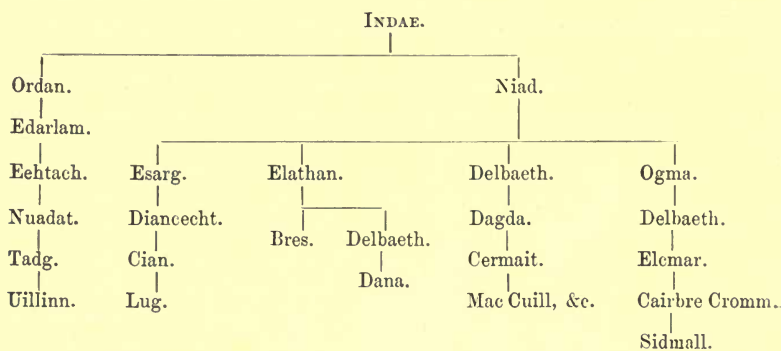 INDAE.
Ordan. Niad.
Edarlam.
Eehtach. Esarg. Elathan. Delbaeth. Ogma.
Nuadat. Diancecht. Bres. Delbaeth. Dagda. Delbaeth.
Tadg. Cian. Dana. Cermait. Elcmar.
Uillinn. Lug. Mac Cuill, &c. Cairbre Cromm..
Sidmall.